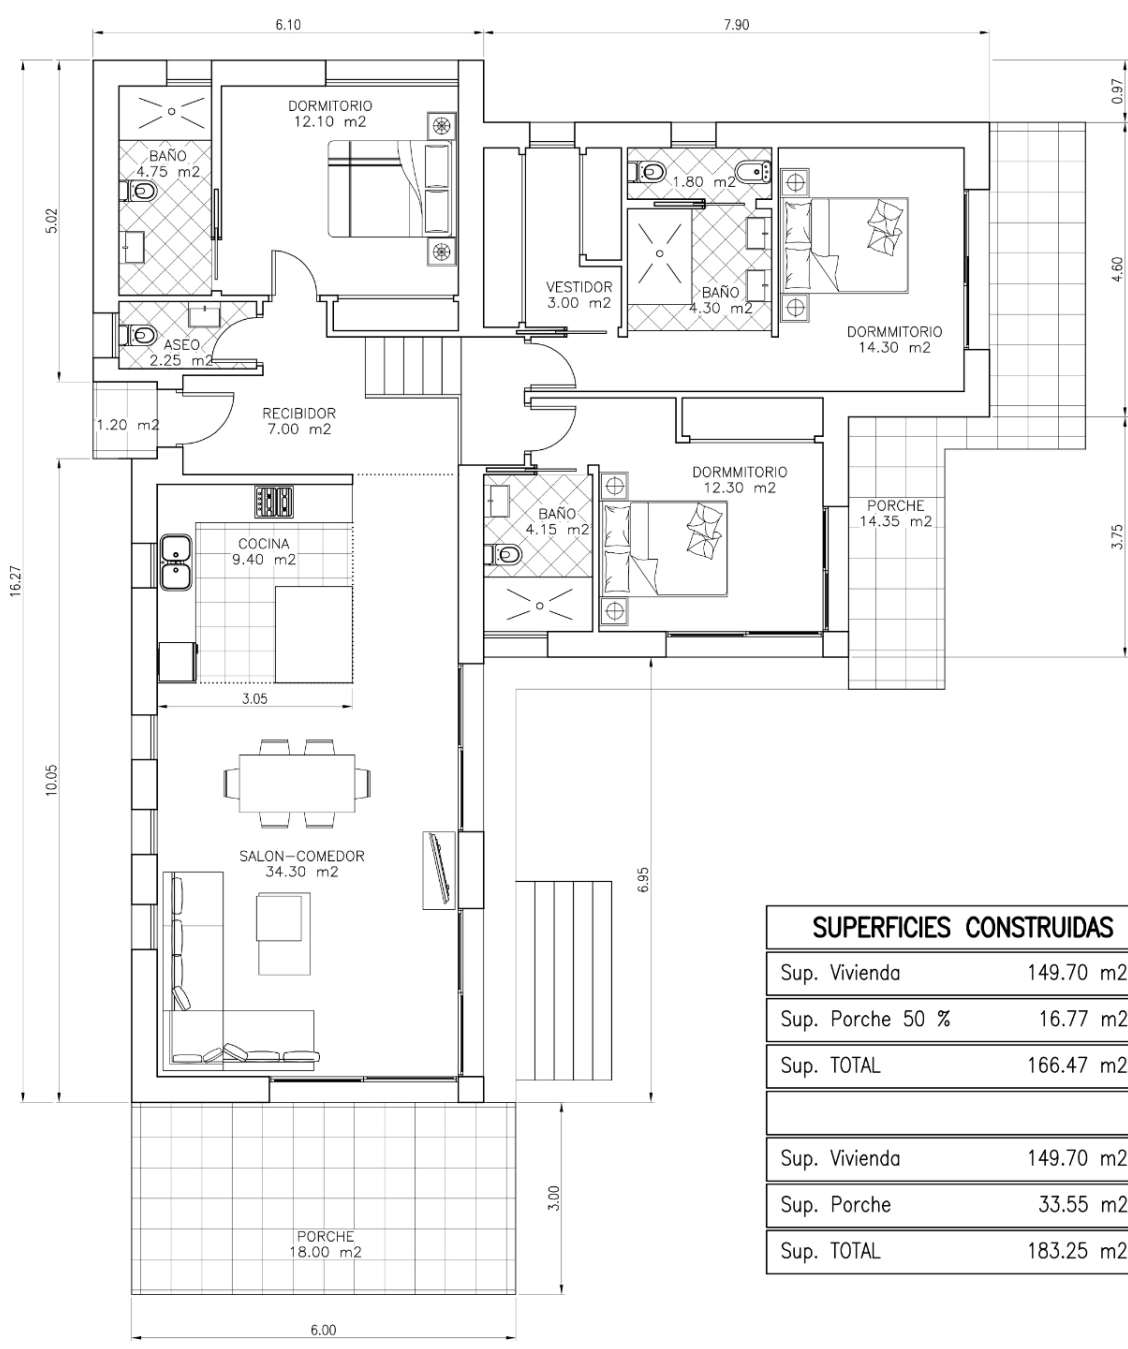 6.10
7.90
0.97
DORMITORIO
12.10 m2
BAÑO
4.75 m2
1.80 m2
5.02
4.60
VESTIDOR
3.00 m2
BAÑO
4.30 m2
DORMMITORIO
14.30 m2
ASEO
2.25 m2
1.20 m2
RECIBIDOR
7.00 m2
DORMMITORIO
12.30 m2
PORCHE
14.35 m2
BAÑO
4.15 m2
COCINA
9.40 m2
3.75
16.27
3.05
10.05
SALON-COMEDOR
34.30 m2
6.95
SUPERFICIES CONSTRUIDAS
Sup. Vivienda 149.70 m2
Sup. Porche 50 % 16.77 m2
Sup. TOTAL 166.47 m2
Sup. Vivienda 149.70 m2
Sup. Porche 33.55 m2
Sup. TOTAL 183.25 m2
3.00
PORCHE
18.00 m2
6.00